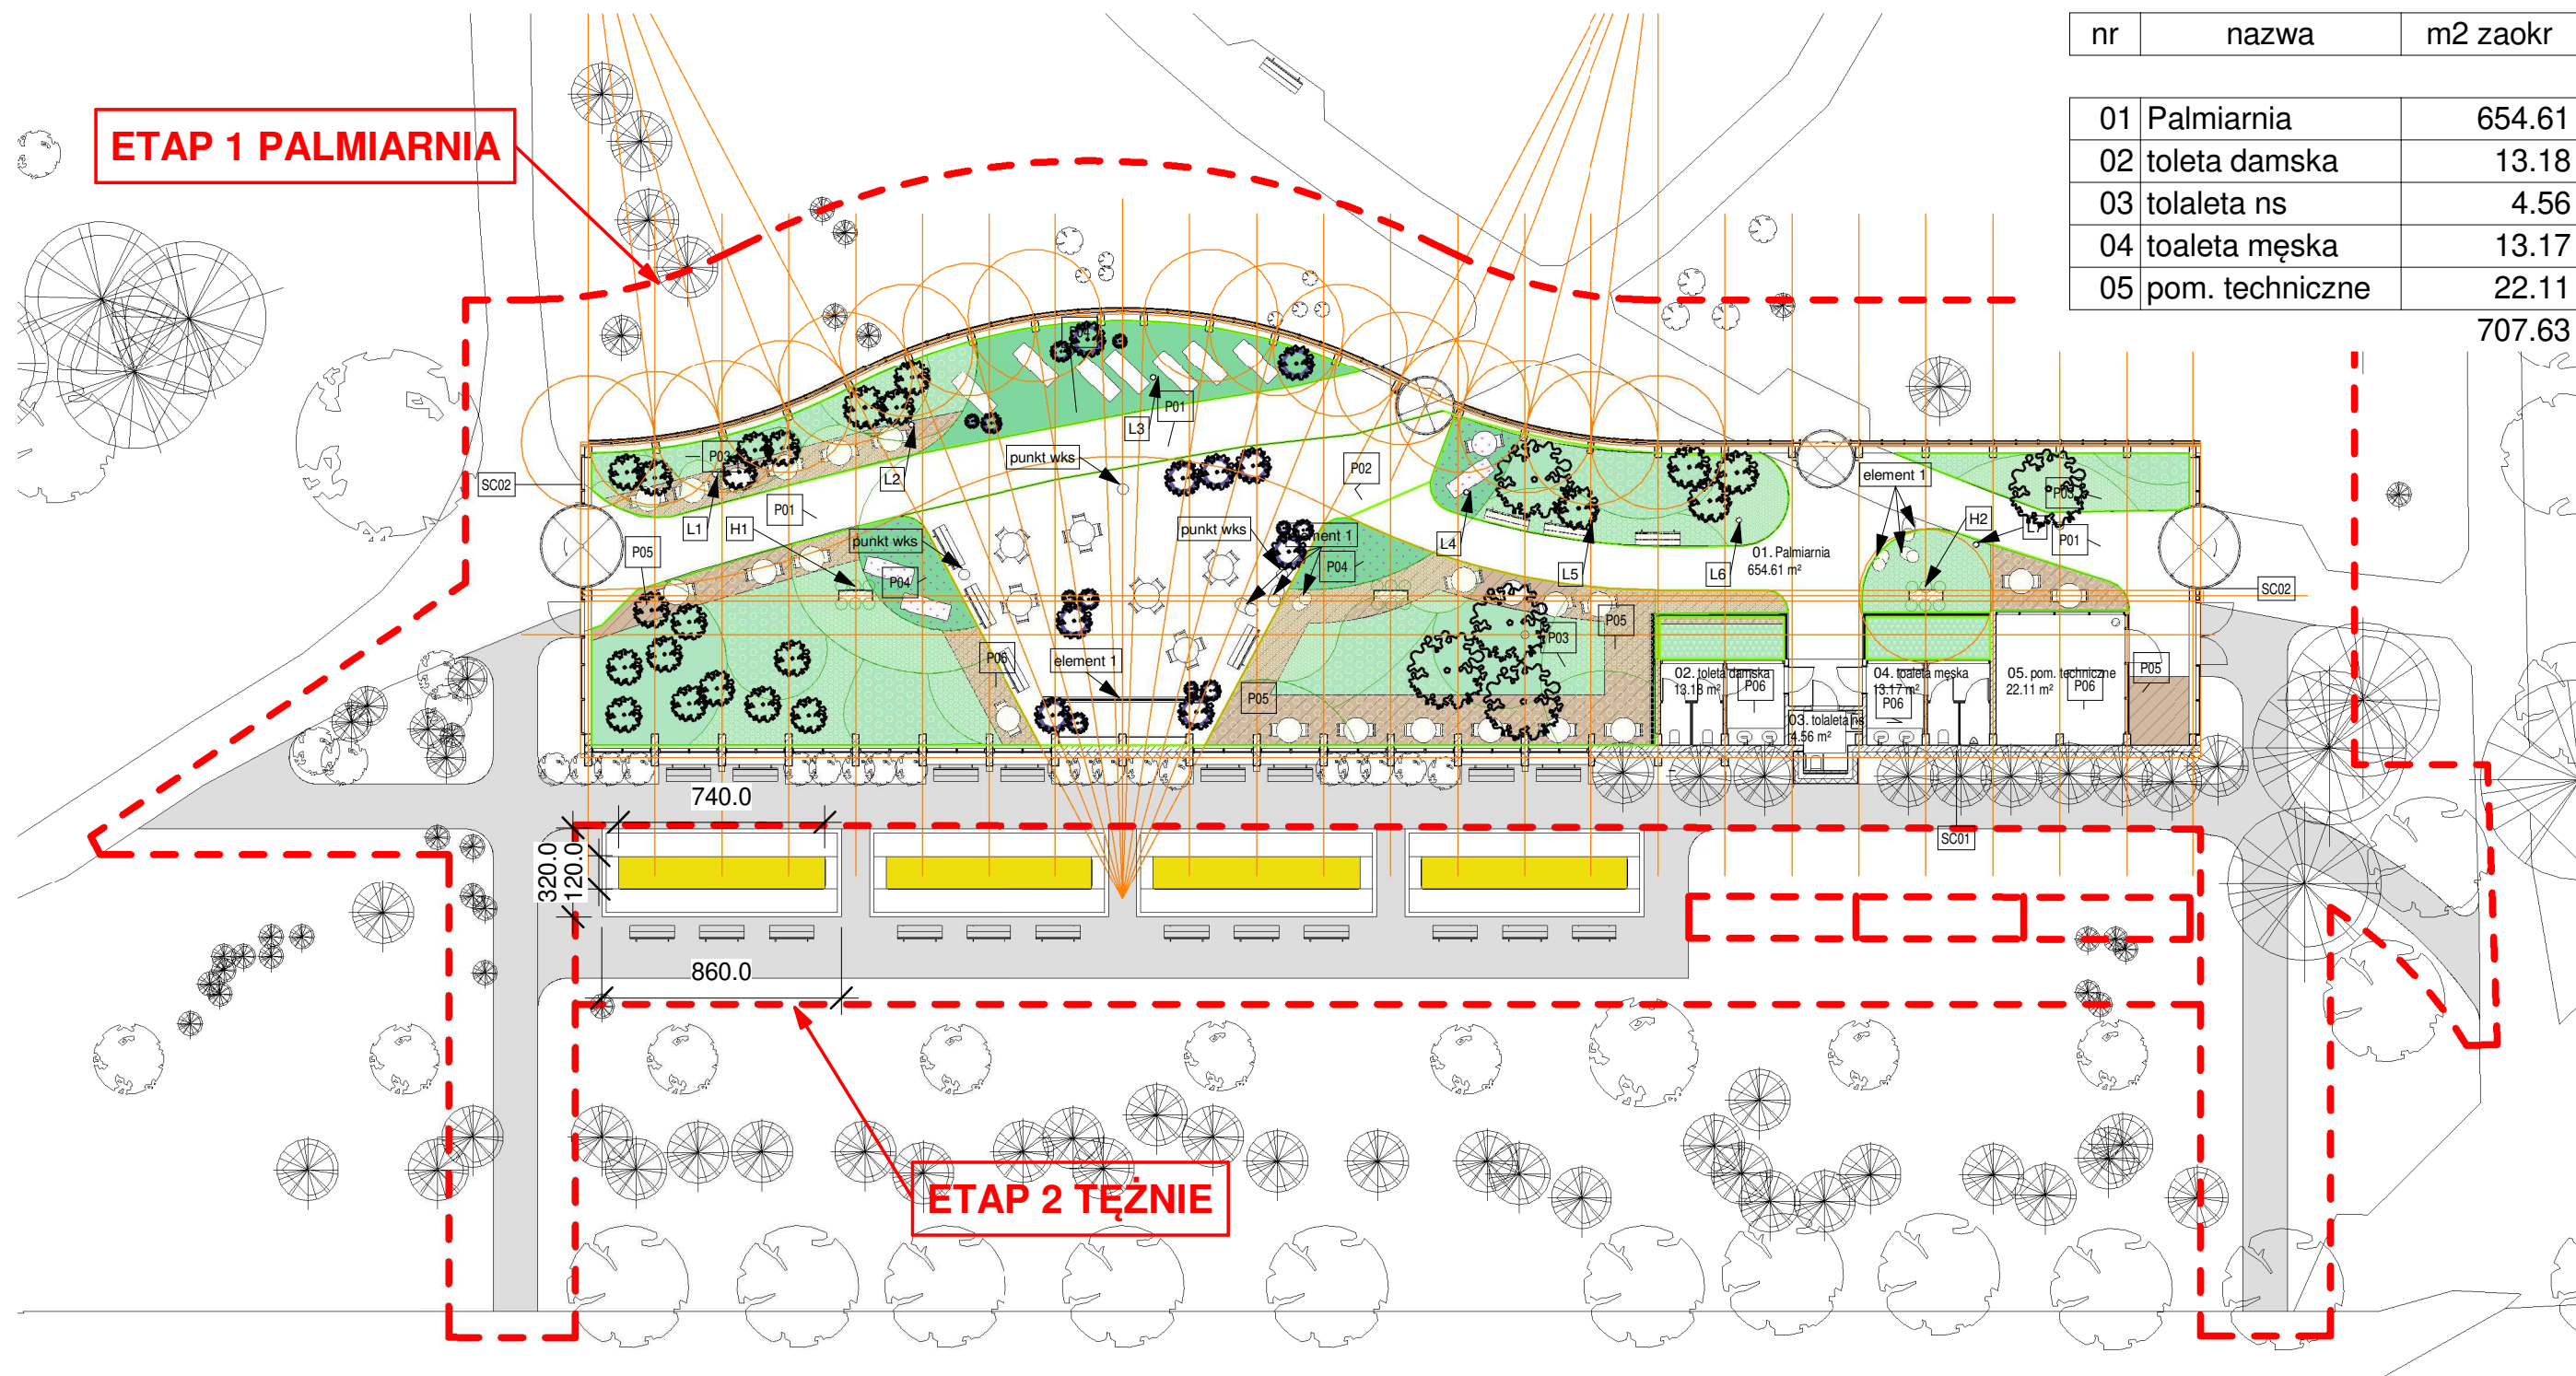 nr nazwa m2 zaokr
01 Palmiarnia 654.61
02 toleta damska 13.18
03 tolaleta ns 4.56
04 toaleta męska 13.17
05 pom. techniczne 22.11
707.63
ETAP 1 PALMIARNIA
P01
L3
P03
punkt wks
P02
L2
SC02
element 1
P03
L1
H1
P01
H2
L7
P01
punkt wks
punkt wks
element 1
L4
P05
P04
P04
01. Palmiarnia
654.61 m²
L5
L6
SC02
P03
P05
P05
element 1
P05
02. toleta damska
13.18 m²
P06
04. toaleta męska
13.17 m²
P06
05. pom. techniczne
22.11 m²
P06
P05
03. tolaleta ns
4.56 m²
740.0
SC01
320.0
120.0
860.0
ETAP 2 TĘŻNIE